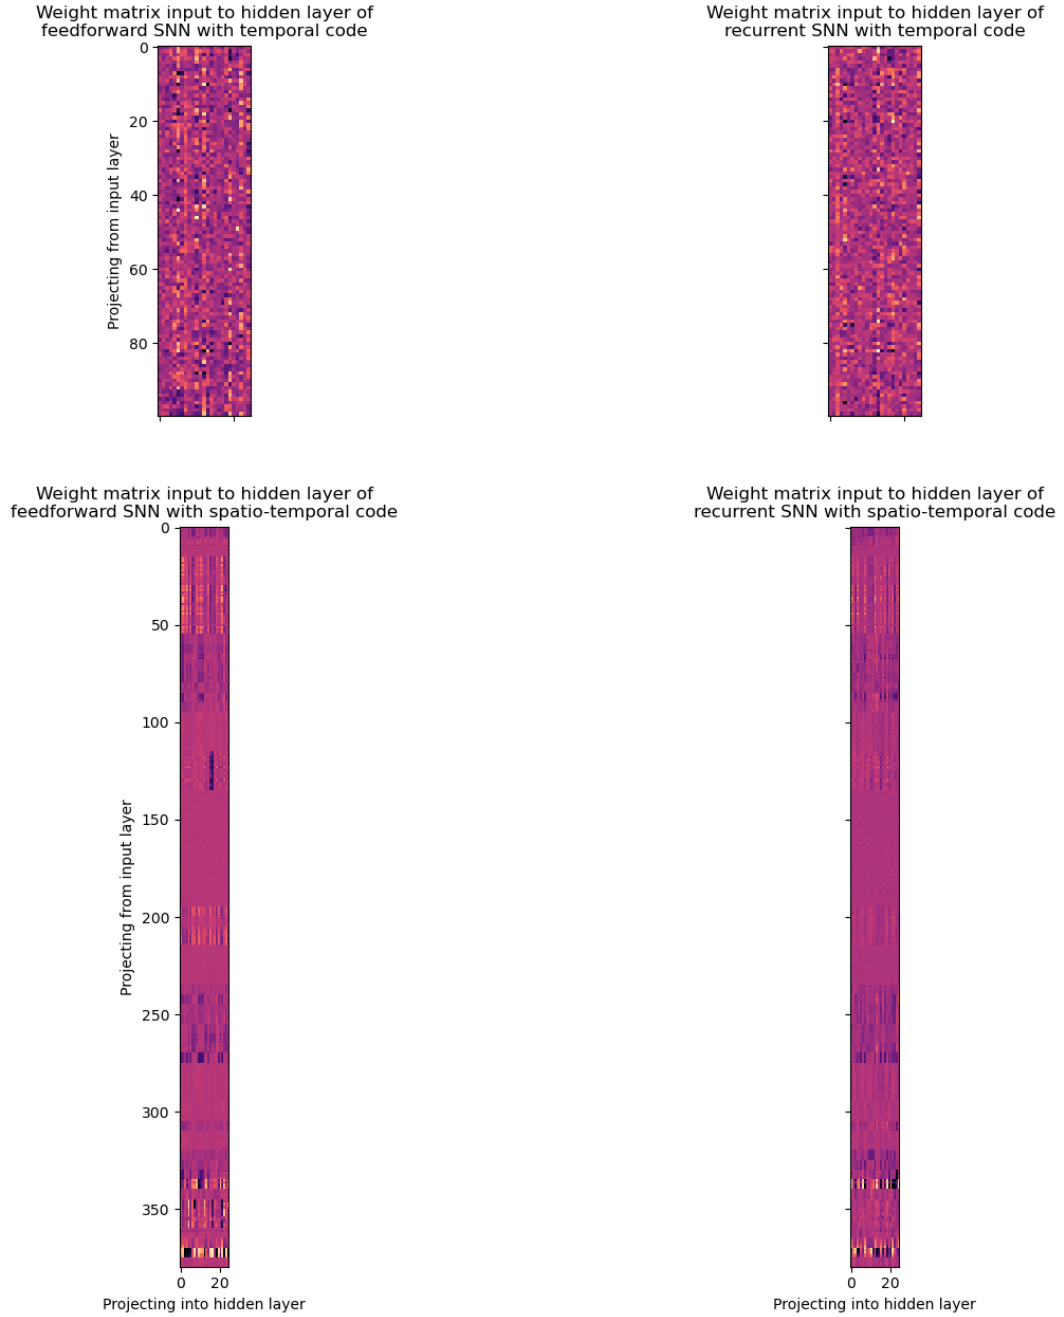 Weight matrix input to hidden layer of
feedforward SNN with temporal code
Weight matrix input to hidden layer of
recurrent SNN with temporal code
0
20
40
60
80
Projecting from input layer
Weight matrix input to hidden layer of
feedforward SNN with spatio-temporal code
Weight matrix input to hidden layer of
recurrent SNN with spatio-temporal code
0
50
100
150
200
250
300
350
Projecting from input layer
0 20
Projecting into hidden layer
0 20
Projecting into hidden layer